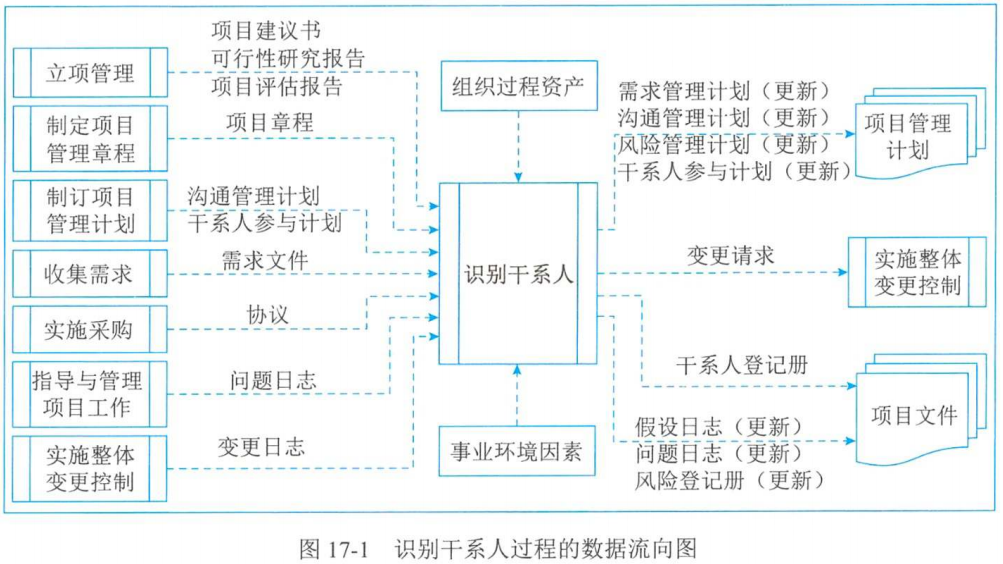 立项管理
项目建议书
可行性研究报告
项目评估报告
制定项目
管理章程
项目章程
制订项目
管理计划
沟通管理计划
干系人参与计划
收集需求
需求文件
实施采购
协议
指导与管理
项目工作
问题日志
实施整体
变更控制
变更日志
组织过程资产
识别干系人
事业环境因素
需求管理计划（更新）
沟通管理计划（更新）
风险管理计划（更新）
干系人参与计划（更新）
项目管理
计划
变更请求
实施整体
变更控制
干系人登记册
假设日志（更新）
问题日志（更新）
风险登记册（更新）
项目文件
图 17-1 识别干系人过程的数据流向图